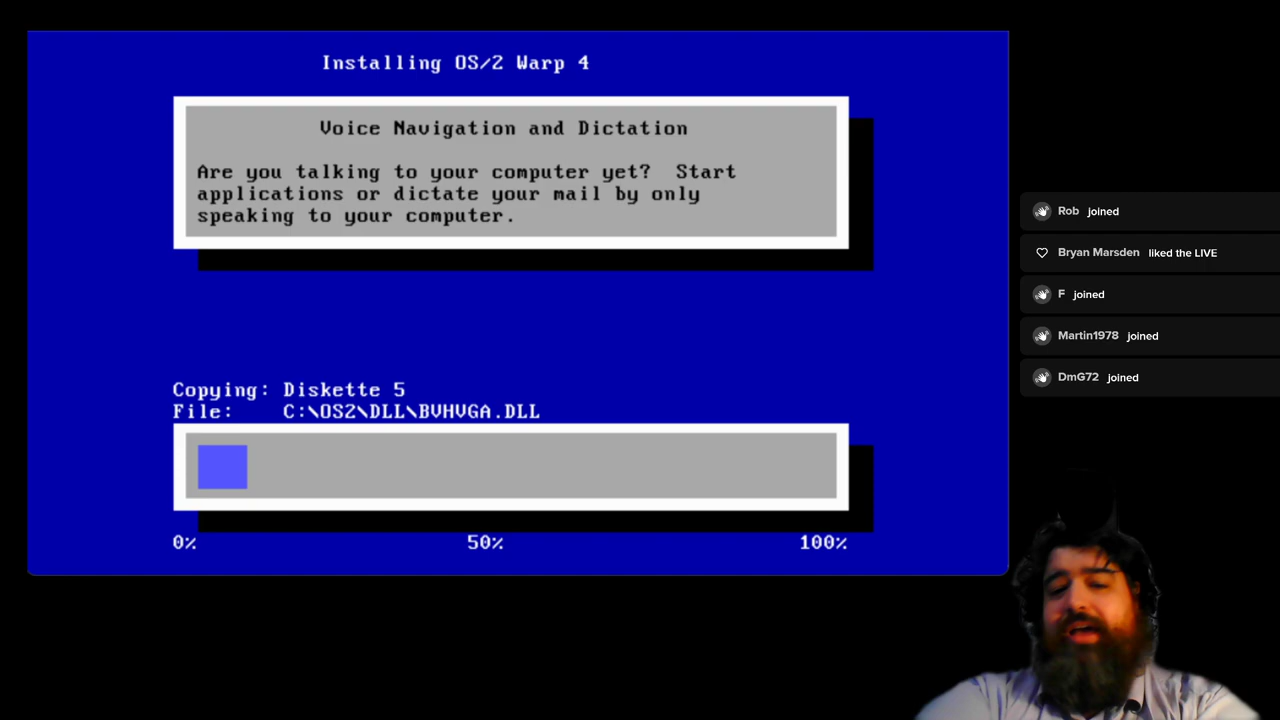 Installing OS/2 Warp 4
Voice Navigation and Dictation
Are you talking to your computer yet?  Start
applications or dictate your mail by only
speaking to your computer.
Copying: Diskette 5
File:    C:\OS2\DLL\BVHVGA.DLL
0%
50%
100%
Rob joined
Bryan Marsden liked the LIVE
F joined
Martin1978 joined
DmG72 joined